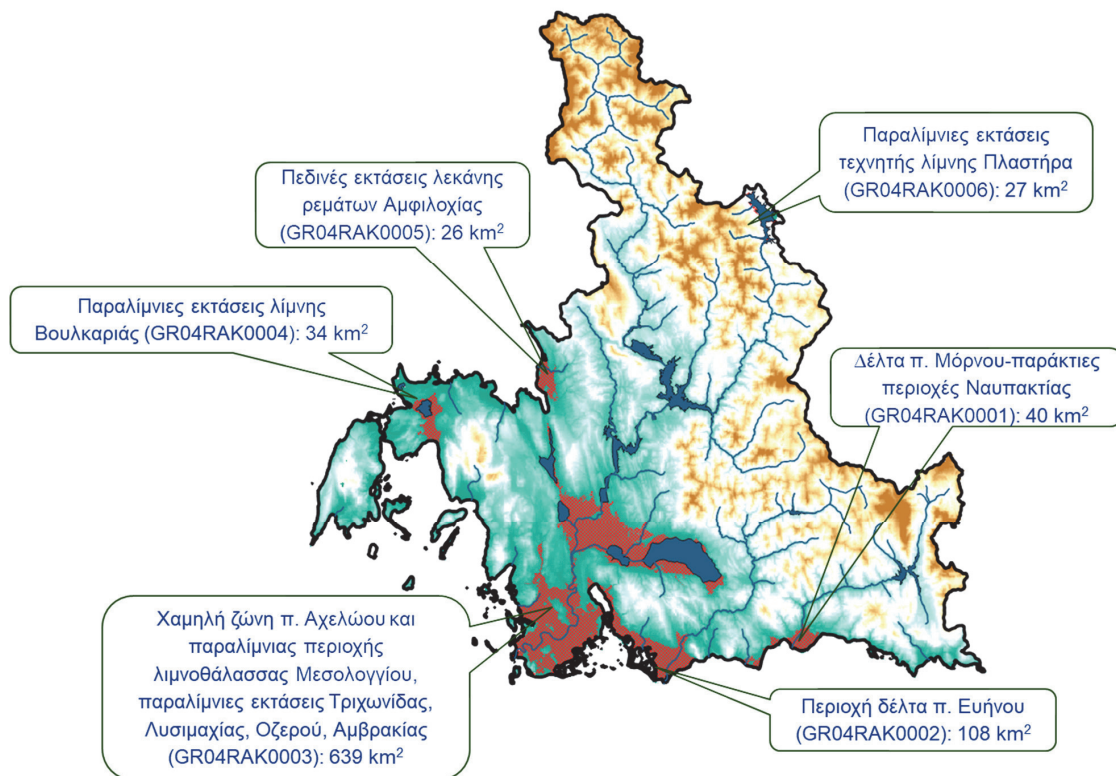 Παραλίμνιες εκτάσεις
τεχνητής λίμνης Πλαστήρα
(GR04RAK0006): 27 km²
Πεδινές εκτάσεις λεκάνης
ρεμάτων Αμφιλοχίας
(GR04RAK0005): 26 km²
Παραλίμνιες εκτάσεις λίμνης
Βουλκαριάς (GR04RAK0004): 34 km²
Δέλτα π. Μόρνου-παράκτιες
περιοχές Ναυπακτίας
(GR04RAK0001): 40 km²
Χαμηλή ζώνη π. Αχελώου και
παραλίμνιας περιοχής
λιμνοθάλασσας Μεσολογγίου,
παραλίμνιες εκτάσεις Τριχωνίδας,
Λυσιμαχίας, Οζερού, Αμβρακίας
(GR04RAK0003): 639 km²
Περιοχή δέλτα π. Ευήνου
(GR04RAK0002): 108 km²